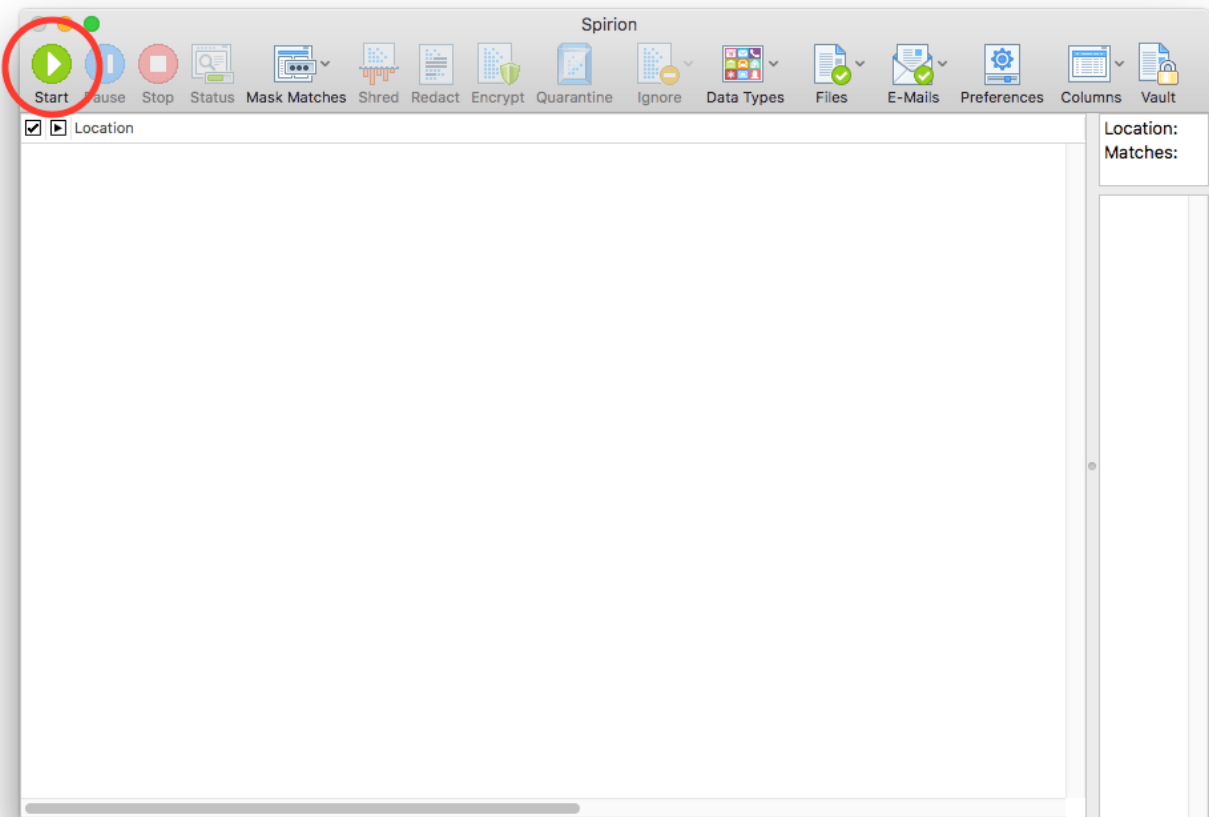 Spirion
Start Pause Stop Status Mask Matches Shred Redact Encrypt Quarantine Ignore Data Types Files E-Mails Preferences Columns Vault
Location
Location:
Matches: